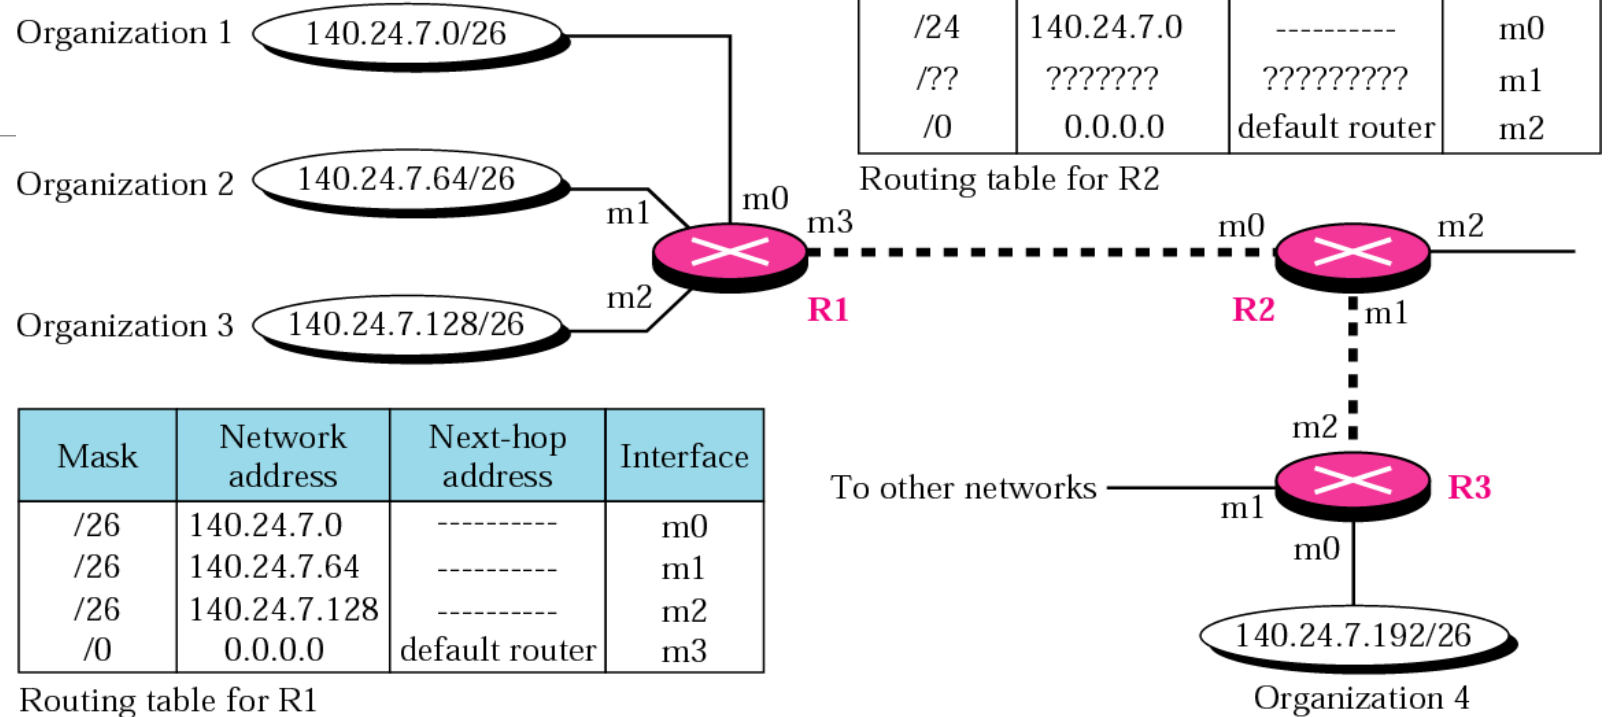 Organization 1
140.24.7.0/26
/24 140.24.7.0 ---------- m0
/?? ??????? ????????? m1
/0 0.0.0.0 default router m2
Routing table for R2
Organization 2
140.24.7.64/26
m1
m0
m3
m0
m2
Organization 3
140.24.7.128/26
m2
R1
R2
m1
Mask Network address Next-hop address Interface
/26 140.24.7.0 ---------- m0
/26 140.24.7.64 ---------- m1
/26 140.24.7.128 ---------- m2
/0 0.0.0.0 default router m3
Routing table for R1
m2
To other networks
m1
R3
m0
140.24.7.192/26
Organization 4